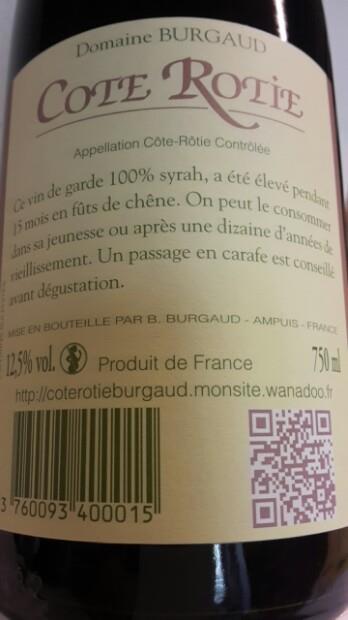 Domaine BURGAUD
COTE ROTIE
Appellation Côte-Rôtie Contrôlée
Ce vin de garde 100% syrah, a été élevé pendant
15 mois en fûts de chêne. On peut le consommer
dans sa jeunesse ou après une dizaine d'années de
vieillissement. Un passage en carafe est conseillé
avant dégustation.
MISE EN BOUTEILLE PAR B. BURGAUD - AMPUIS - FRANCE
12,5% vol. Produit de France 750 ml
http://coterotieburgaud.monsite.wanadoo.fr
3 760093 400015